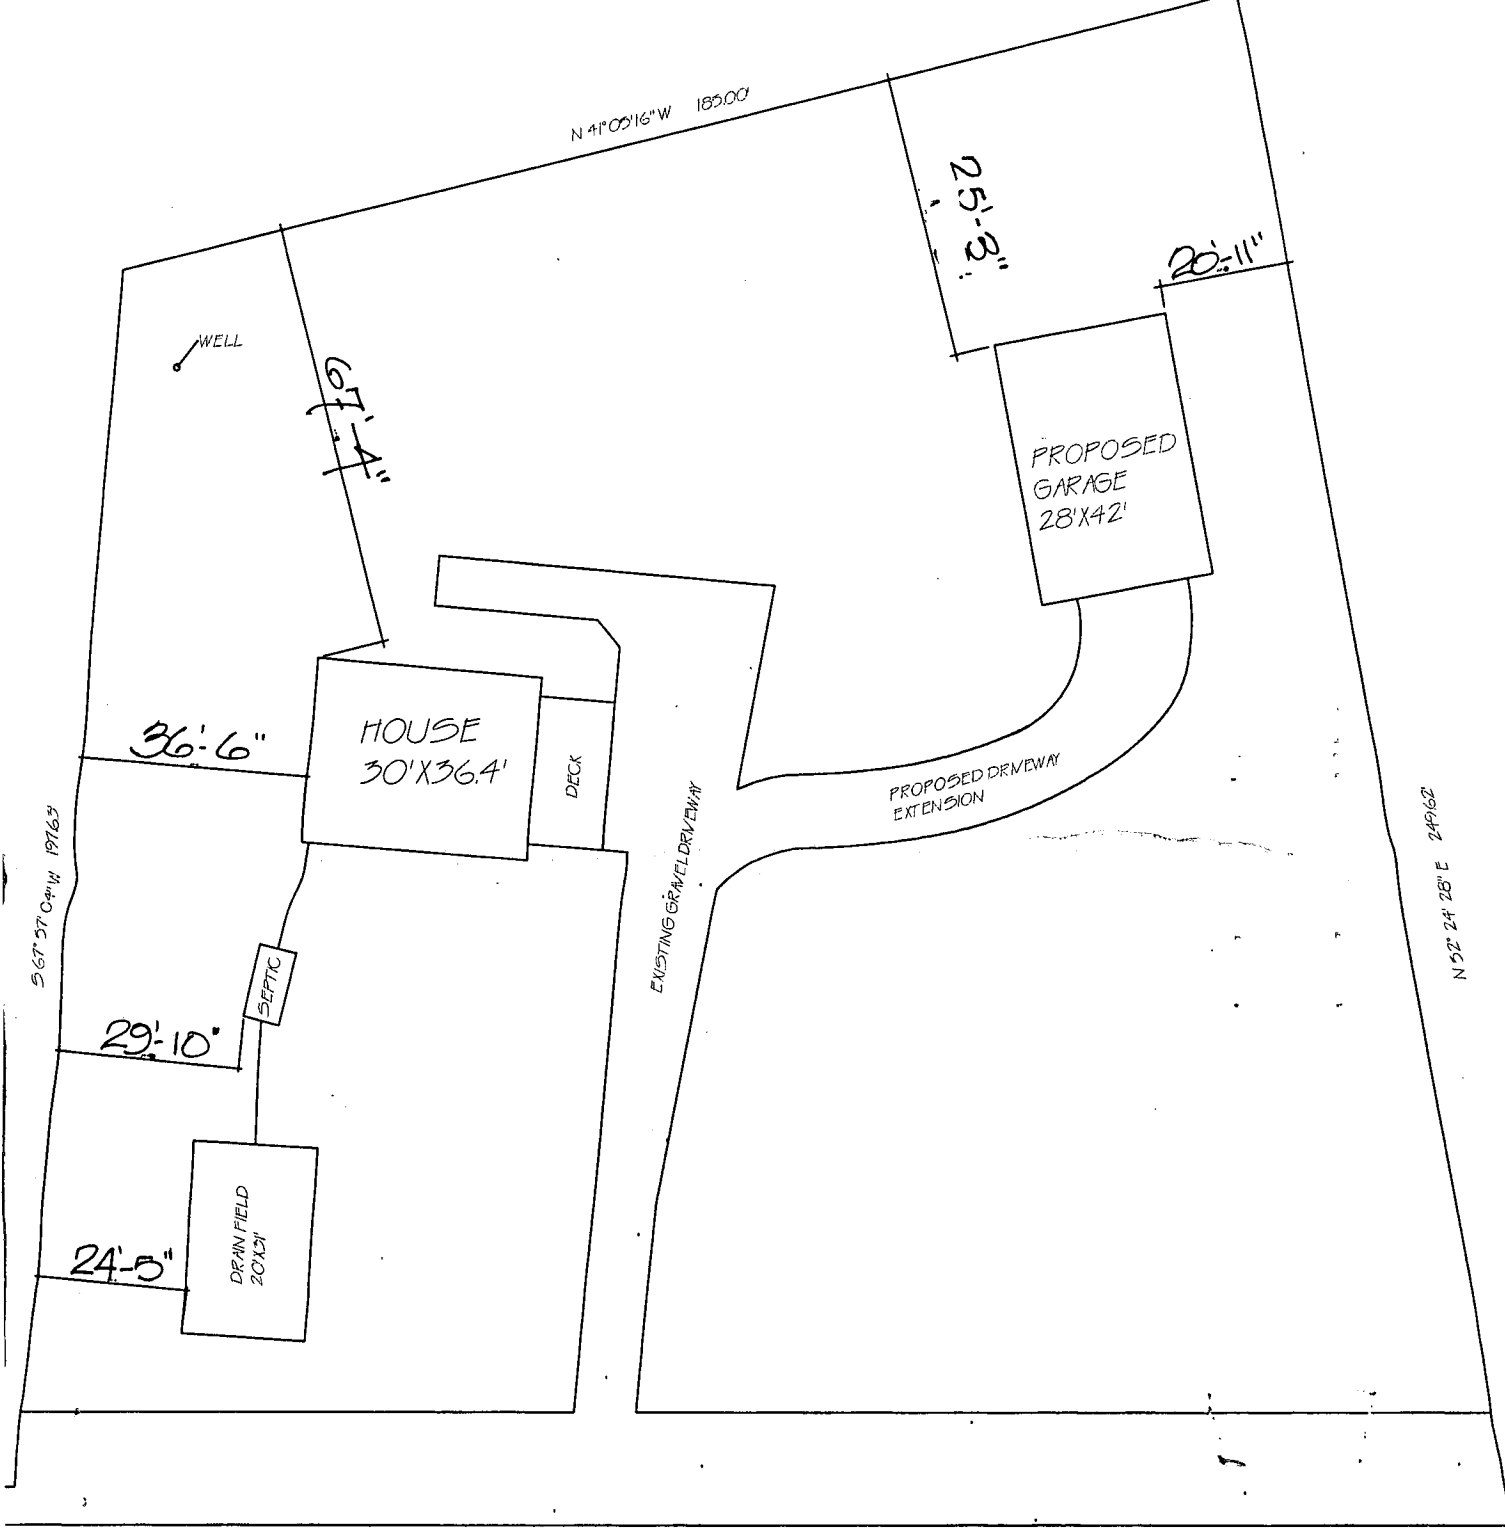 N 41°05'16" W 185.00'
25'-3"
20'-11"
WELL
67'-4"
PROPOSED
GARAGE
28'X42'
36'-6"
HOUSE
30'X36.4'
DECK
PROPOSED DRIVEWAY
EXTENSION
EXISTING GRAVEL DRIVEWAY
S 67° 57' 04" W 197.63'
N 52° 24' 28" E 249.62'
SEPTIC
29'-10"
DRAIN FIELD
20'X31'
24'-5"